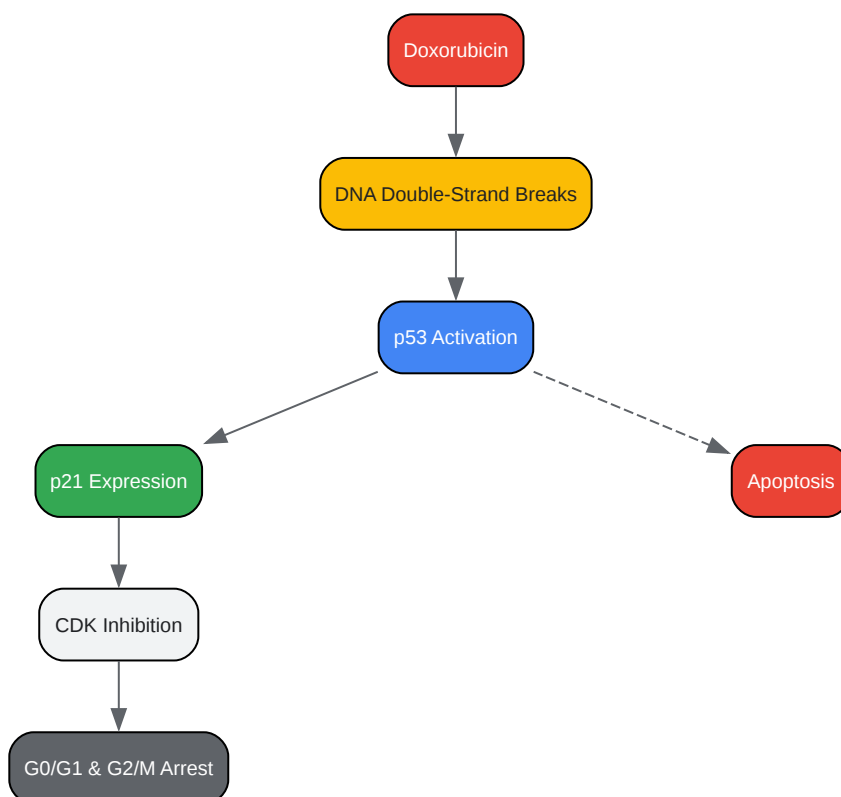 Doxorubicin
DNA Double-Strand Breaks
p53 Activation
p21 Expression
Apoptosis
CDK Inhibition
G0/G1 & G2/M Arrest